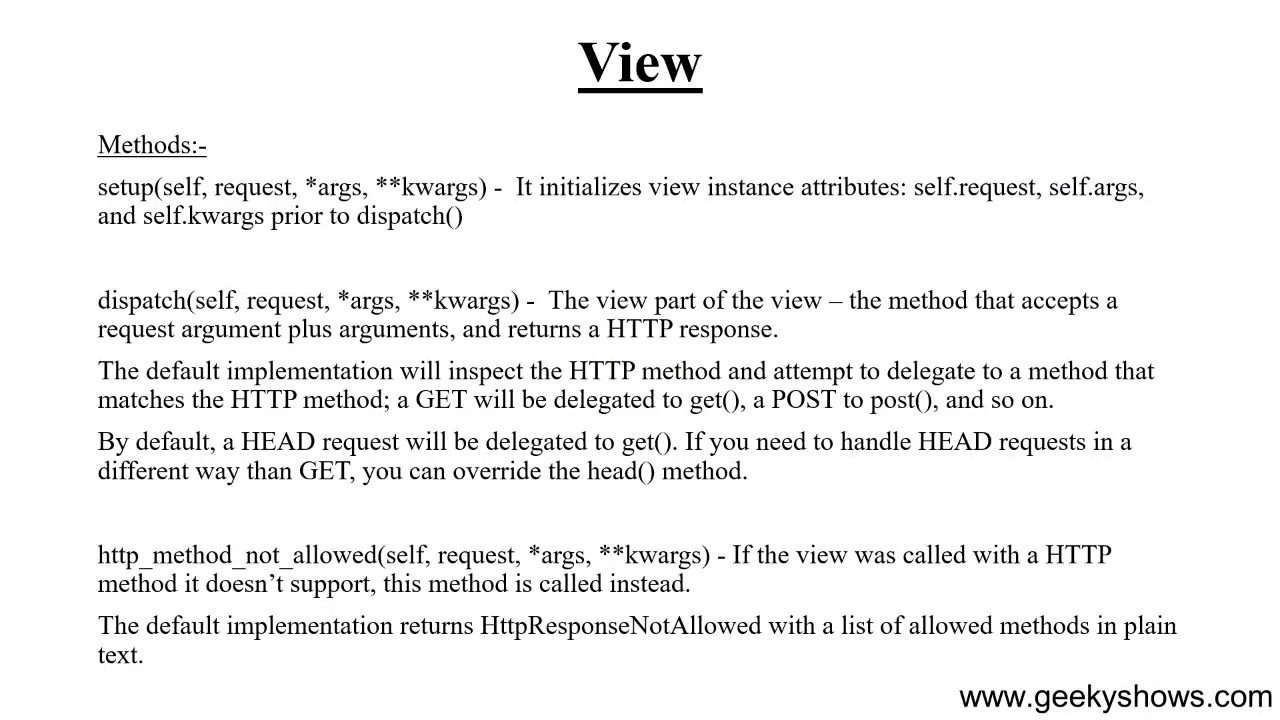 View
Methods:-
setup(self, request, *args, **kwargs) - It initializes view instance attributes: self.request, self.args,
and self.kwargs prior to dispatch()
dispatch(self, request, *args, **kwargs) - The view part of the view – the method that accepts a
request argument plus arguments, and returns a HTTP response.
The default implementation will inspect the HTTP method and attempt to delegate to a method that
matches the HTTP method; a GET will be delegated to get(), a POST to post(), and so on.
By default, a HEAD request will be delegated to get(). If you need to handle HEAD requests in a
different way than GET, you can override the head() method.
http_method_not_allowed(self, request, *args, **kwargs) - If the view was called with a HTTP
method it doesn’t support, this method is called instead.
The default implementation returns HttpResponseNotAllowed with a list of allowed methods in plain
text.
www.geekyshows.com